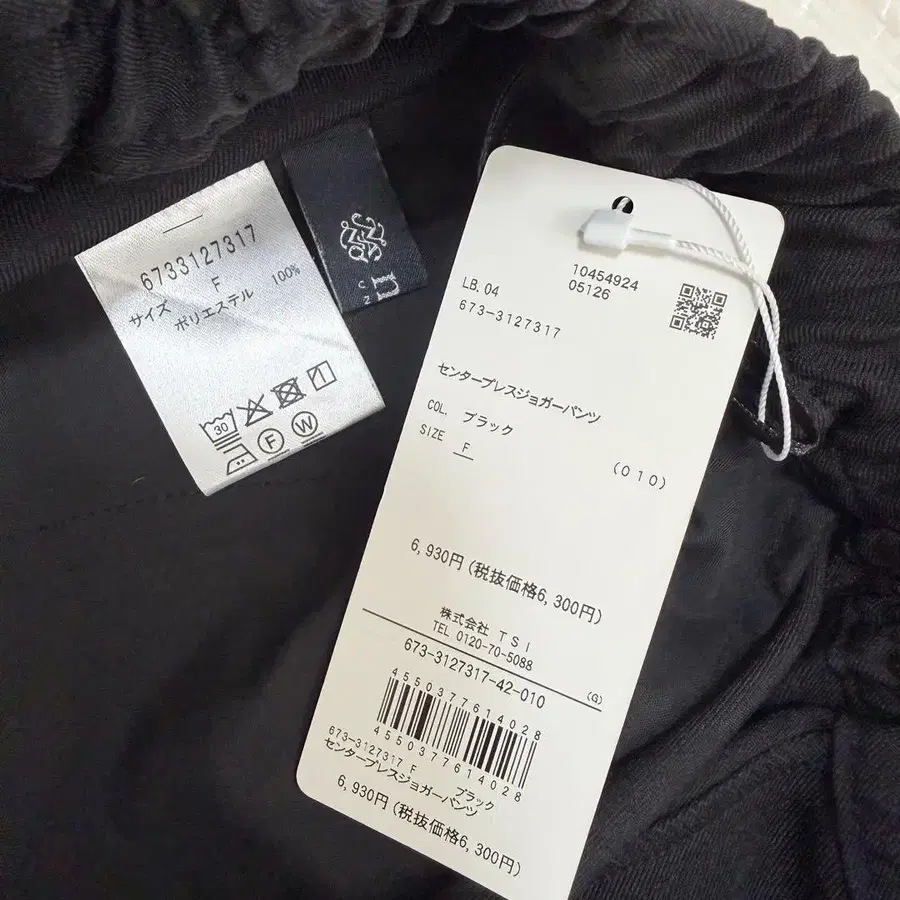 6733127317
サイズ F
ポリエステル 100%
30
F W
10454924
05126
LB.04
673-3127317
センタープレスジョガーパンツ
COL. ブラック
(010)
SIZE F
6,930円(税抜価格6,300円)
株式会社 TSI
TEL 0120-70-5088
673-3127317-42-010
(G)
4550377614028
4550377614028
673-3127317 F ブラック
センタープレスジョガーパンツ
6,930円(税抜価格6,300円)